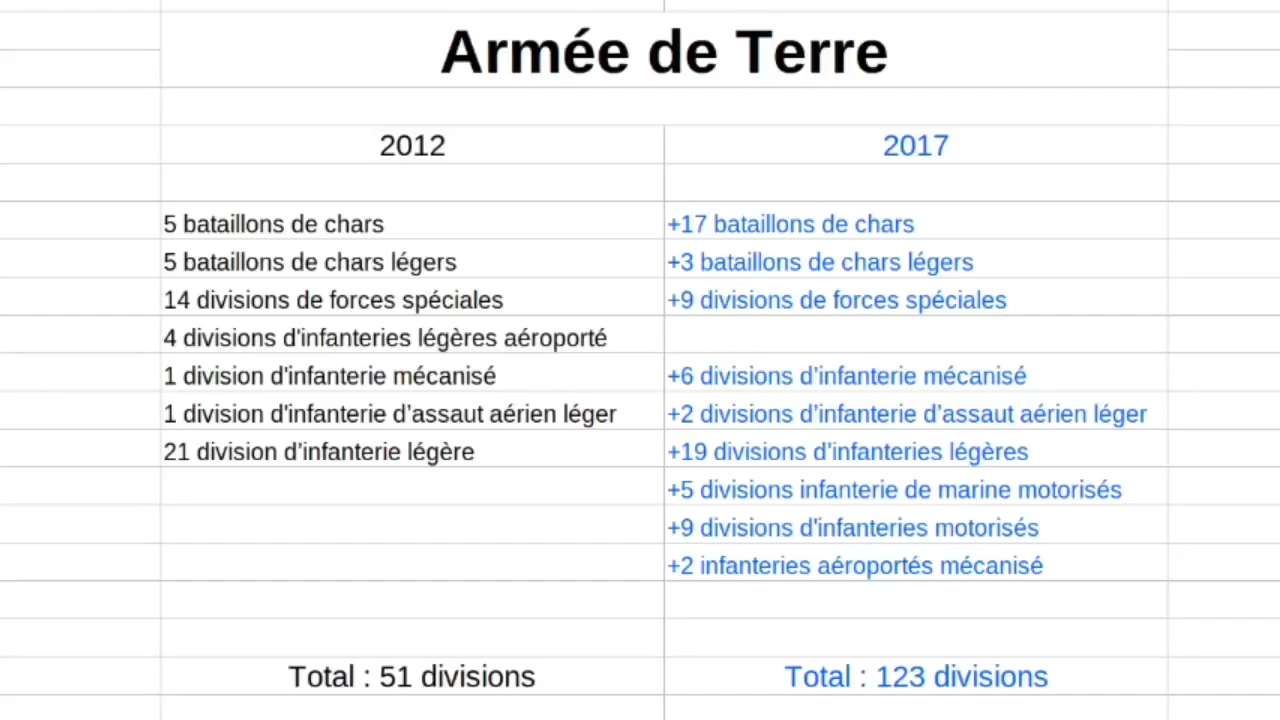 Armée de Terre
2012
2017
5 bataillons de chars
+17 bataillons de chars
5 bataillons de chars légers
+3 bataillons de chars légers
14 divisions de forces spéciales
+9 divisions de forces spéciales
4 divisions d'infanteries légères aéroporté
1 division d'infanterie mécanisé
+6 divisions d’infanterie mécanisé
1 division d'infanterie d’assaut aérien léger
+2 divisions d’infanterie d’assaut aérien léger
21 division d’infanterie légère
+19 divisions d’infanteries légères
+5 divisions infanterie de marine motorisés
+9 divisions d'infanteries motorisés
+2 infanteries aéroportés mécanisé
Total : 51 divisions
Total : 123 divisions